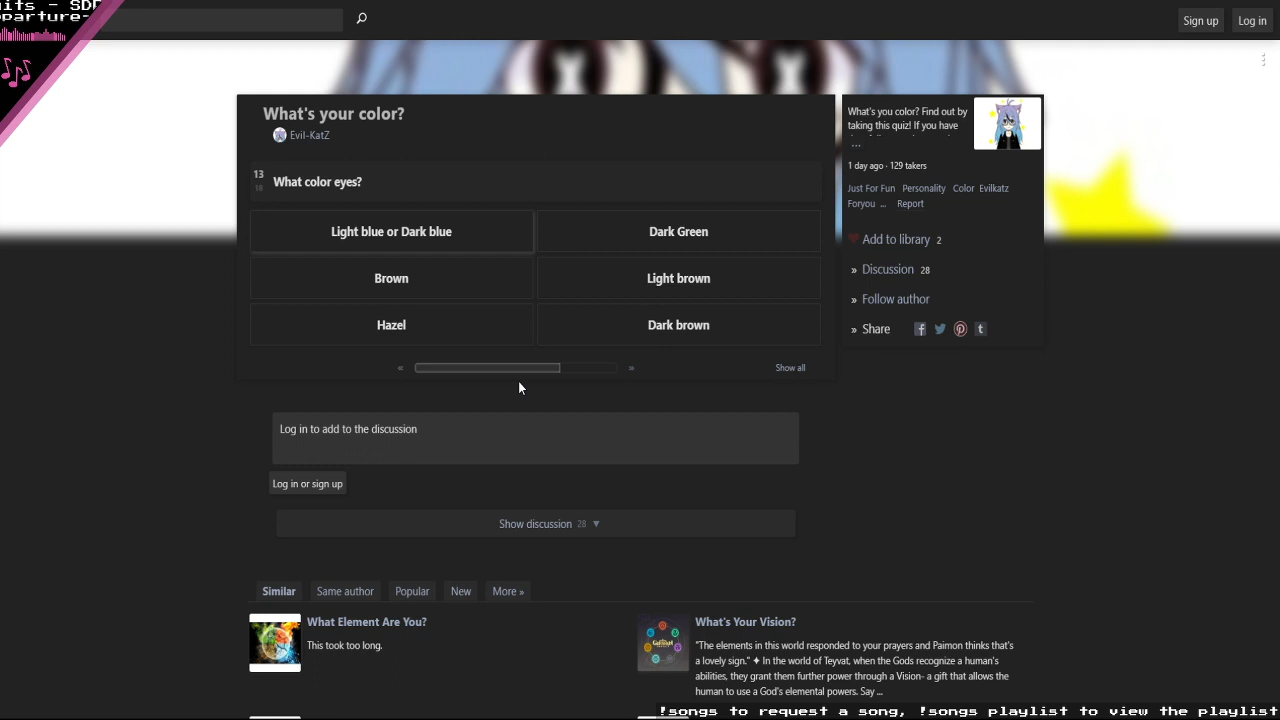 its - SDP
parture-
Sign up
Log in
What's your color?
Evil-KatZ
13
18
What color eyes?
Light blue or Dark blue
Dark Green
Brown
Light brown
Hazel
Dark brown
«
»
Show all
What's you color? Find out by
taking this quiz! If you have
...
1 day ago · 129 takers
Just For Fun Personality Color Evilkatz
Foryou ... Report
Add to library 2
» Discussion 28
» Follow author
» Share
Log in to add to the discussion
Log in or sign up
Show discussion 28 ▼
Similar
Same author
Popular
New
More »
What Element Are You?
This took too long.
What's Your Vision?
"The elements in this world responded to your prayers and Paimon thinks that's
a lovely sign." ✦ In the world of Teyvat, when the Gods recognize a human's
abilities, they grant them further power through a Vision- a gift that allows the
human to use a God's elemental powers. Say ...
!songs to request a song, !songs playlist to view the playlist